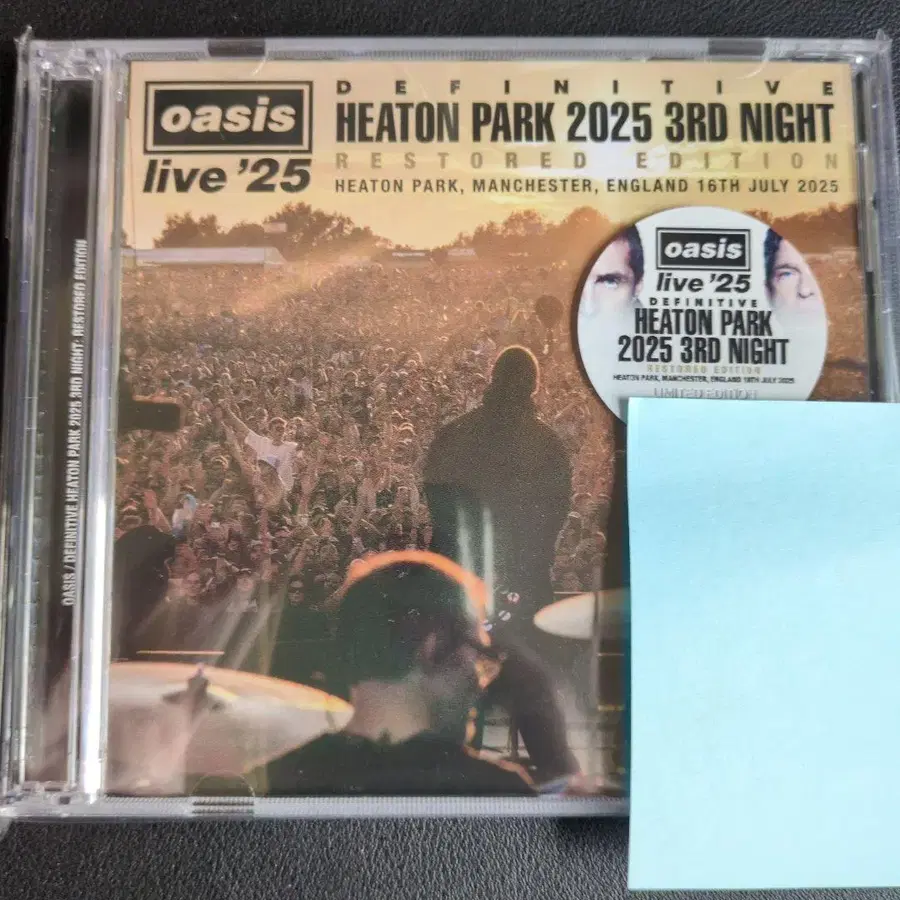 oasis
live '25
DEFINITIVE
HEATON PARK 2025 3RD NIGHT
RESTORED EDITION
HEATON PARK, MANCHESTER, ENGLAND 16TH JULY 2025
oasis
live '25
DEFINITIVE
HEATON PARK
2025 3RD NIGHT
RESTORED EDITION
HEATON PARK, MANCHESTER, ENGLAND 16TH JULY 2025
LIMITED EDITION
OASIS / DEFINITIVE HEATON PARK 2025 3RD NIGHT: RESTORED EDITION